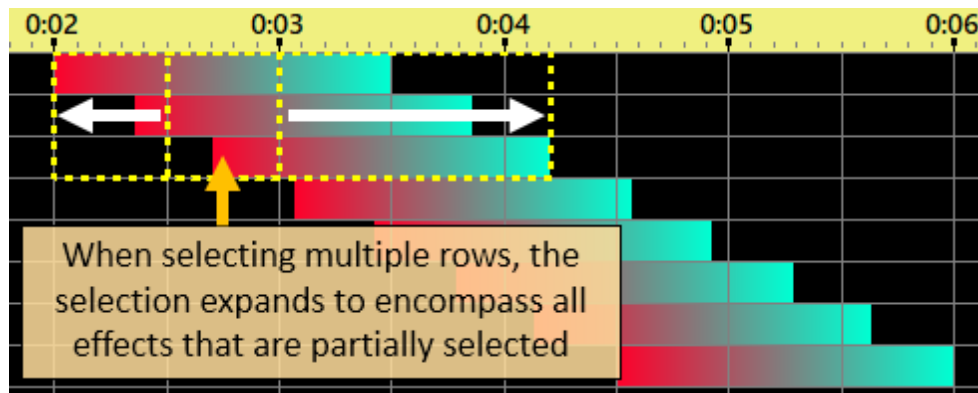 0:02 0:03 0:04 0:05 0:06
When selecting multiple rows, the
selection expands to encompass all
effects that are partially selected